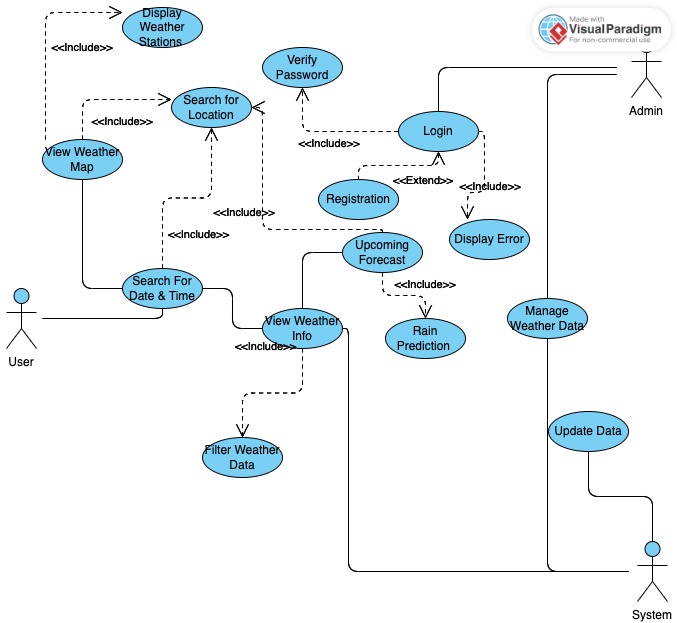 Display
Weather
Stations
Made with
VisualParadigm
For non-commercial use
<<Include>>
Verify
Password
Search for
Location
Admin
<<Include>>
Login
<<Include>>
View Weather
Map
<<Extend>>
<<Include>>
Registration
<<Include>>
<<Include>>
Display Error
Upcoming
Forecast
Search For
Date & Time
<<Include>>
Manage
Weather Data
View Weather
Info
Rain
Prediction
<<Include>>
User
Update Data
Filter Weather
Data
System